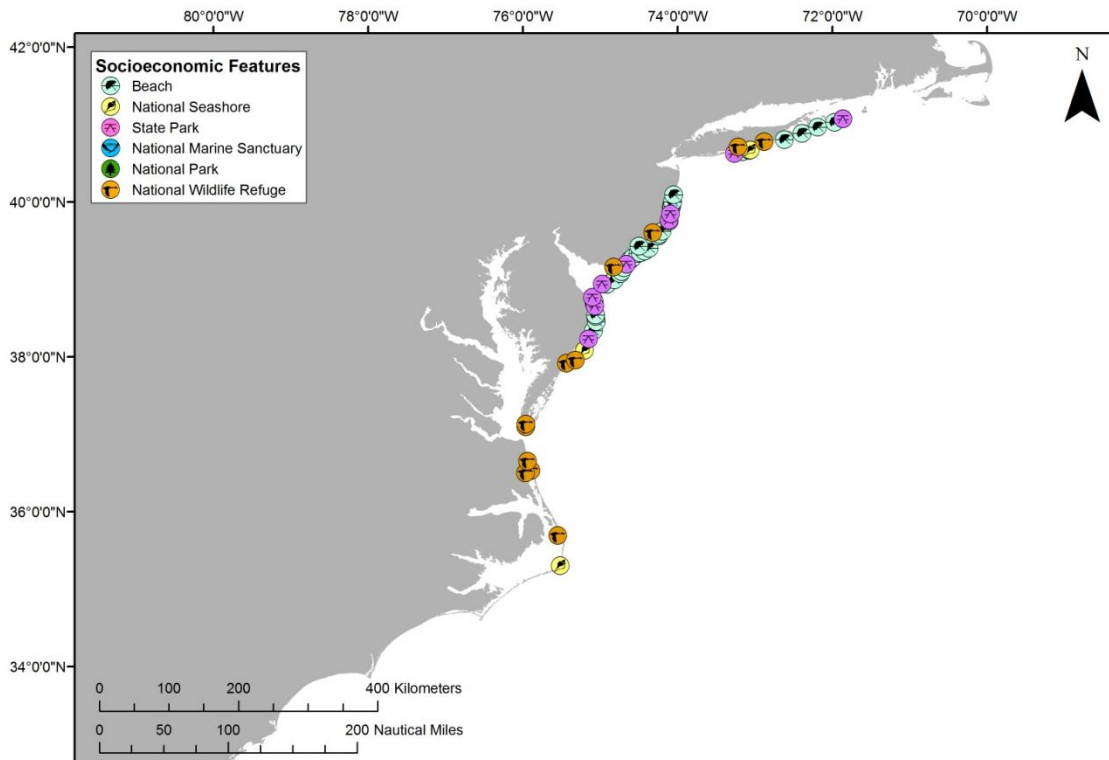 80°0'0"W 78°0'0"W 76°0'0"W 74°0'0"W 72°0'0"W 70°0'0"W
42°0'0"N
Socioeconomic Features
Beach
National Seashore
State Park
National Marine Sanctuary
National Park
National Wildlife Refuge
N
40°0'0"N
38°0'0"N
36°0'0"N
34°0'0"N
0 100 200 400 Kilometers
0 50 100 200 Nautical Miles